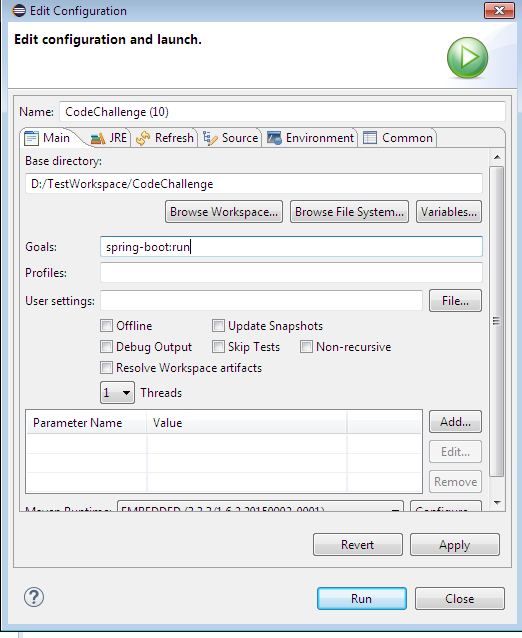 Edit Configuration
Edit configuration and launch.
Name: CodeChallenge (10)
Main JRE Refresh Source Environment Common
Base directory:
D:/TestWorkspace/CodeChallenge
Browse Workspace... Browse File System... Variables...
Goals: spring-boot:run
Profiles:
User settings: File...
Offline Update Snapshots
Debug Output Skip Tests Non-recursive
Resolve Workspace artifacts
1 Threads
Parameter Name Value
Add...
Edit...
Remove
Maven Runtime: EMBEDDED (3.3.3/1.6.2.20150902-0001) Configure...
Revert Apply
? Run Close